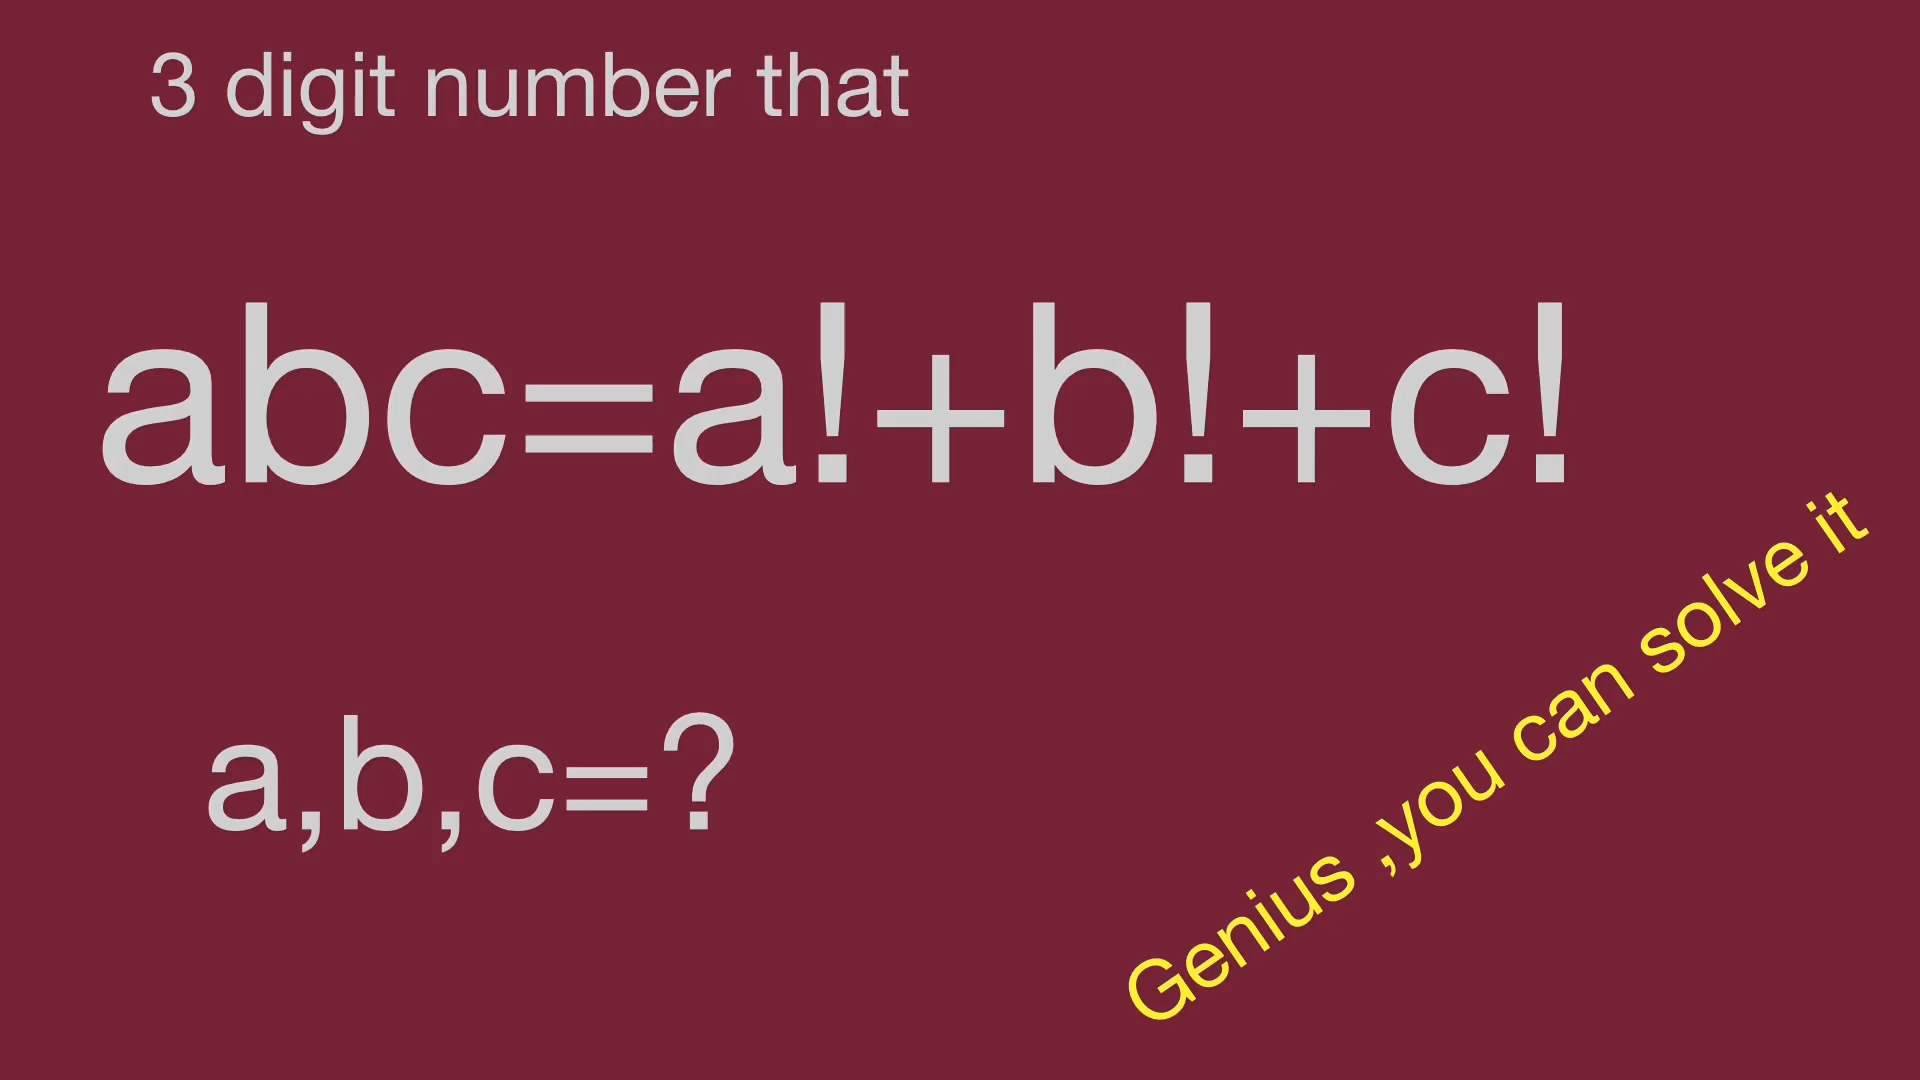 3 digit number that
abc=a!+b!+c!
a,b,c=?
Genius ,you can solve it